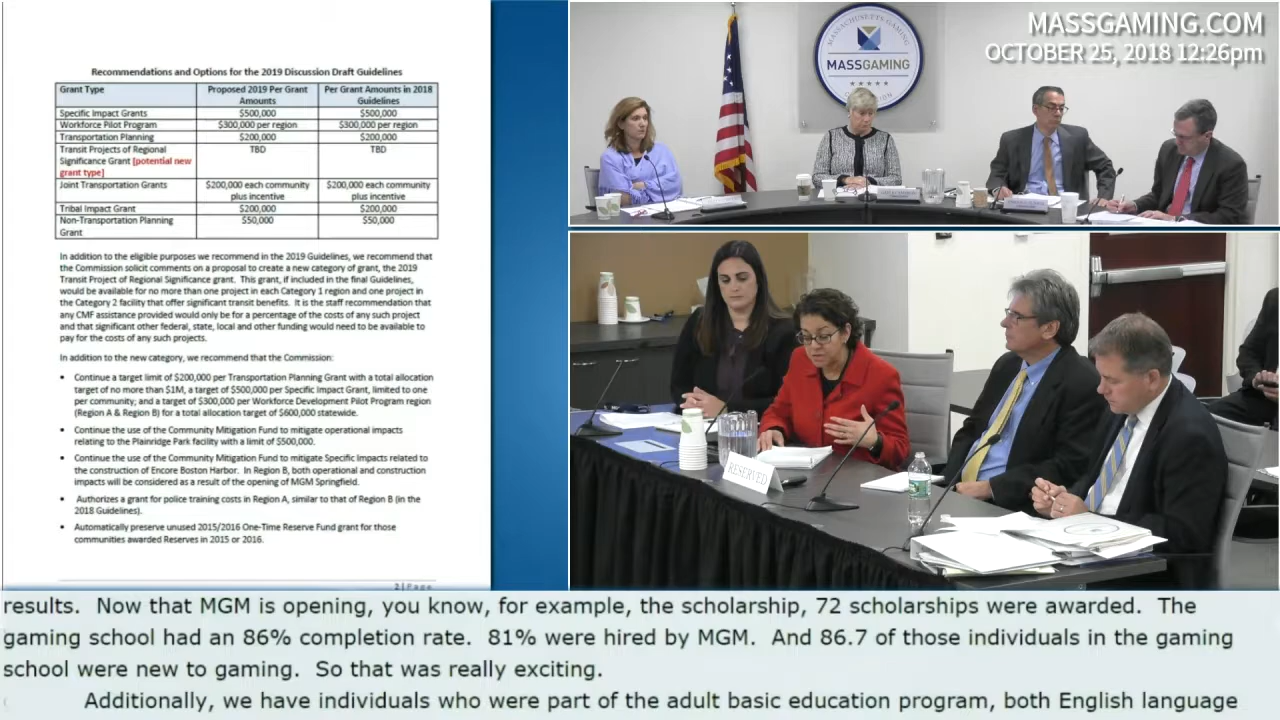 Recommendations and Options for the 2019 Discussion Draft Guidelines
Grant Type Proposed 2019 Per Grant Amounts Per Grant Amounts in 2018 Guidelines
Specific Impact Grants $500,000 $500,000
Workforce Pilot Program $300,000 per region $300,000 per region
Transportation Planning $200,000 $200,000
Transit Projects of Regional Significance Grant [potential new grant type] TBD TBD
Joint Transportation Grants $200,000 each community plus incentive $200,000 each community plus incentive
Tribal Impact Grant $200,000 $200,000
Non-Transportation Planning Grant $50,000 $50,000
In addition to the eligible purposes we recommend in the 2019 Guidelines, we recommend that
the Commission solicit comments on a proposal to create a new category of grant, the 2019
Transit Project of Regional Significance grant. This grant, if included in the final Guidelines,
would be available for no more than one project in each Category 1 region and one project in
the Category 2 facility that offer significant transit benefits. It is the staff recommendation that
any CMF assistance provided would only be for a percentage of the costs of any such project
and that significant other federal, state, local and other funding would need to be available to
pay for the costs of any such projects.
In addition to the new category, we recommend that the Commission:
• Continue a target limit of $200,000 per Transportation Planning Grant with a total allocation
target of no more than $1M, a target of $500,000 per Specific Impact Grant, limited to one
per community; and a target of $300,000 per Workforce Development Pilot Program region
(Region A & Region B) for a total allocation target of $600,000 statewide.
• Continue the use of the Community Mitigation Fund to mitigate operational impacts
relating to the Plainridge Park facility with a limit of $500,000.
• Continue the use of the Community Mitigation Fund to mitigate Specific Impacts related to
the construction of Encore Boston Harbor. In Region B, both operational and construction
impacts will be considered as a result of the opening of MGM Springfield.
• Authorizes a grant for police training costs in Region A, similar to that of Region B (in the
2018 Guidelines).
• Automatically preserve unused 2015/2016 One-Time Reserve Fund grant for those
communities awarded Reserves in 2015 or 2016.
2 | Page
MASSGAMING
MASSGAMING.COM
OCTOBER 25, 2018 12:26pm
RESERVED
results. Now that MGM is opening, you know, for example, the scholarship, 72 scholarships were awarded. The
gaming school had an 86% completion rate. 81% were hired by MGM. And 86.7 of those individuals in the gaming
school were new to gaming. So that was really exciting.
Additionally, we have individuals who were part of the adult basic education program, both English language